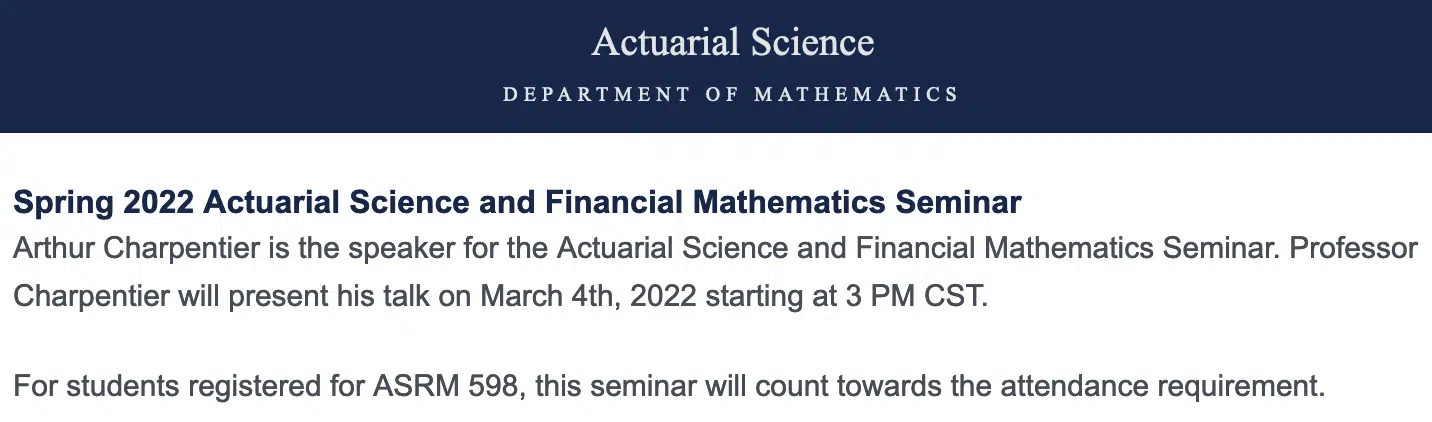 Actuarial Science
DEPARTMENT OF MATHEMATICS
Spring 2022 Actuarial Science and Financial Mathematics Seminar
Arthur Charpentier is the speaker for the Actuarial Science and Financial Mathematics Seminar. Professor
Charpentier will present his talk on March 4th, 2022 starting at 3 PM CST.
For students registered for ASRM 598, this seminar will count towards the attendance requirement.